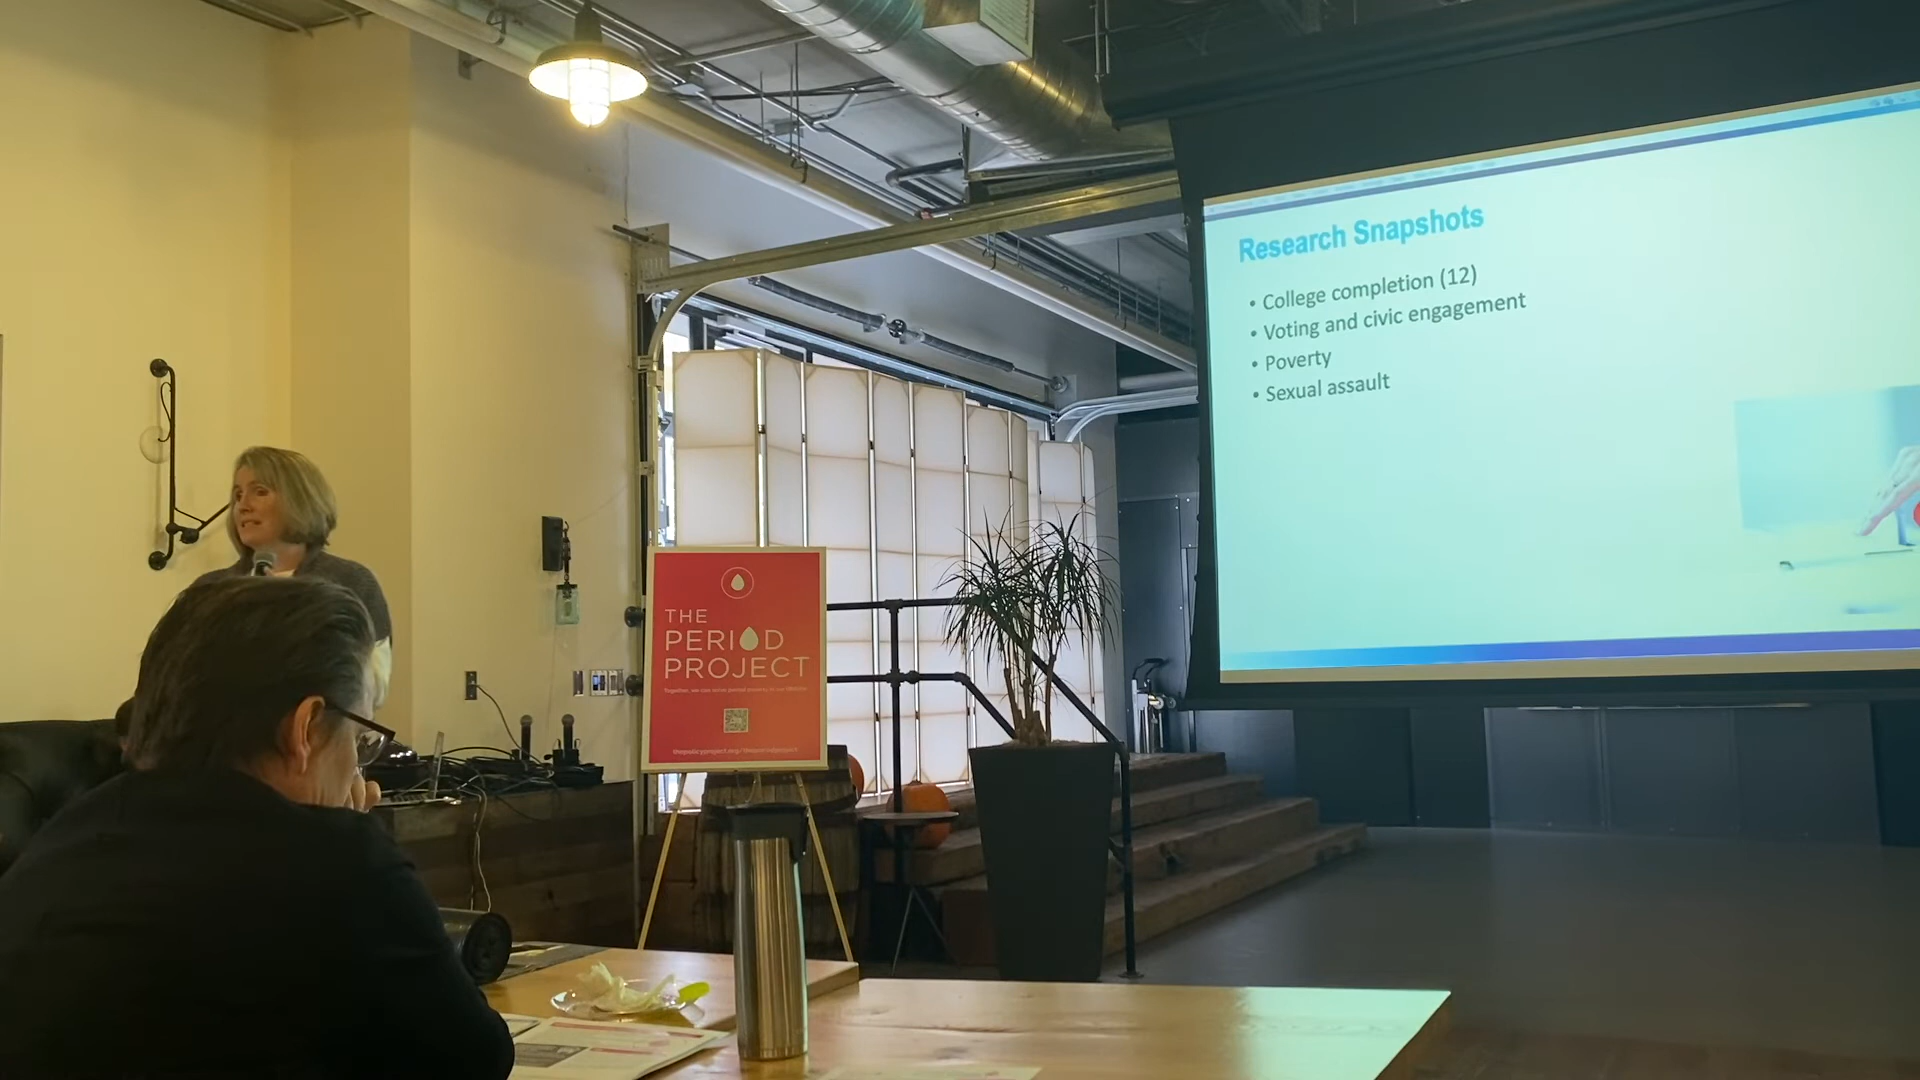 Research Snapshots
• College completion (12)
• Voting and civic engagement
• Poverty
• Sexual assault
THE
PERIOD
PROJECT